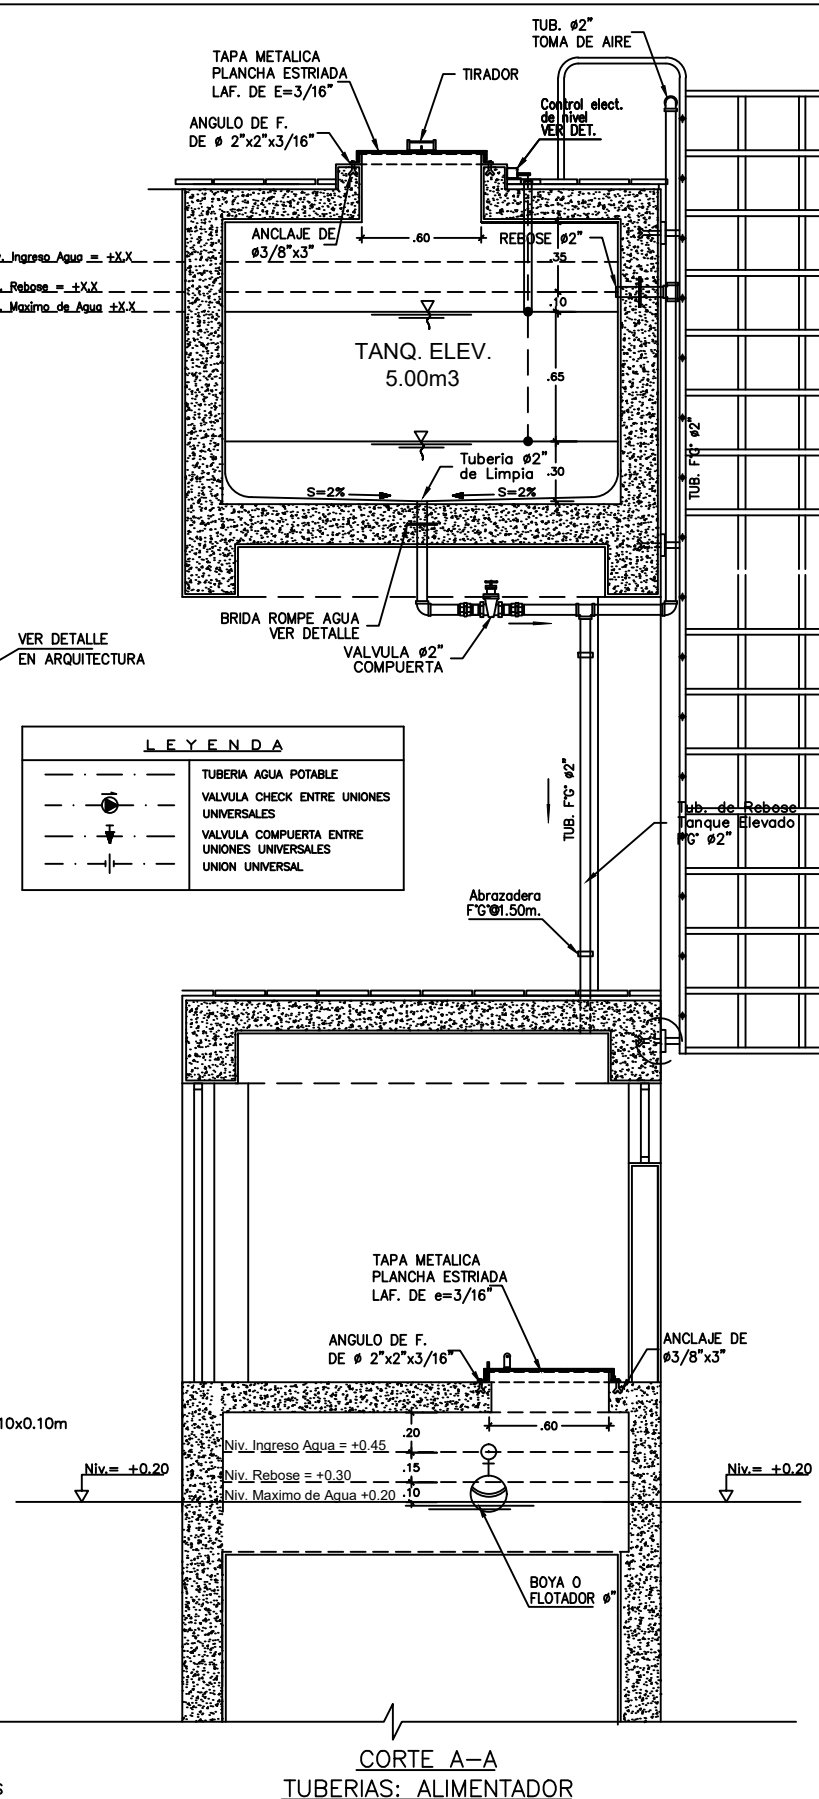 TUB. ø2"
TOMA DE AIRE
TAPA METALICA
PLANCHA ESTRIADA
LAF. DE E=3/16"
TIRADOR
Control elect.
de nivel
VER DET.
ANGULO DE F.
DE ø 2"x2"x3/16"
ANCLAJE DE
ø3/8"x3"
.60
REBOSE ø2"
. Ingreso Agua = +X.X
.35
. Rebose = +X.X
. Maximo de Agua +X.X
.10
TANQ. ELEV.
5.00m3
.65
TUB. F°G° ø2"
Tuberia ø2"
de Limpia
.30
S=2%
S=2%
BRIDA ROMPE AGUA
VER DETALLE
VALVULA ø2"
COMPUERTA
VER DETALLE
EN ARQUITECTURA
LEYENDA
TUBERIA AGUA POTABLE
VALVULA CHECK ENTRE UNIONES
UNIVERSALES
VALVULA COMPUERTA ENTRE
UNIONES UNIVERSALES
UNION UNIVERSAL
TUB. F°G° ø2"
Tub. de Rebose
Tanque Elevado
F°G° ø2"
Abrazadera
F°G°@1.50m.
TAPA METALICA
PLANCHA ESTRIADA
LAF. DE e=3/16"
ANGULO DE F.
DE ø 2"x2"x3/16"
ANCLAJE DE
ø3/8"x3"
.60
10x0.10m
.20
Niv. Ingreso Agua = +0.45
.15
Niv. Rebose = +0.30
Niv. Maximo de Agua +0.20
.10
Niv.= +0.20
Niv.= +0.20
BOYA O
FLOTADOR ø"
CORTE A-A
TUBERIAS: ALIMENTADOR
S